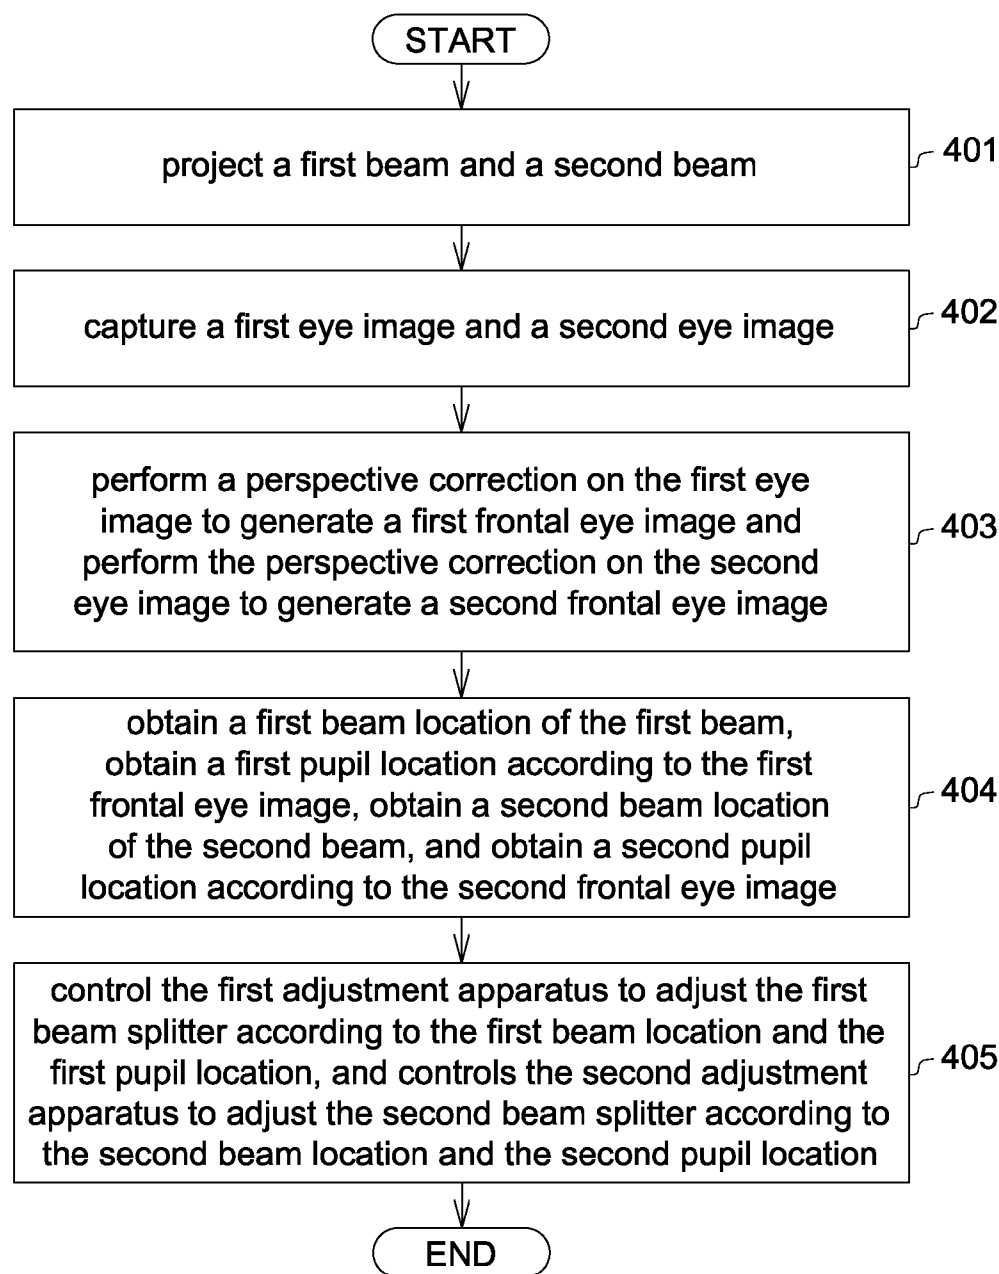 START
project a first beam and a second beam
401
capture a first eye image and a second eye image
402
perform a perspective correction on the first eye
image to generate a first frontal eye image and
perform the perspective correction on the second
eye image to generate a second frontal eye image
403
obtain a first beam location of the first beam,
obtain a first pupil location according to the first
frontal eye image, obtain a second beam location
of the second beam, and obtain a second pupil
location according to the second frontal eye image
404
control the first adjustment apparatus to adjust the first
beam splitter according to the first beam location and the
first pupil location, and controls the second adjustment
apparatus to adjust the second beam splitter according to
the second beam location and the second pupil location
405
END